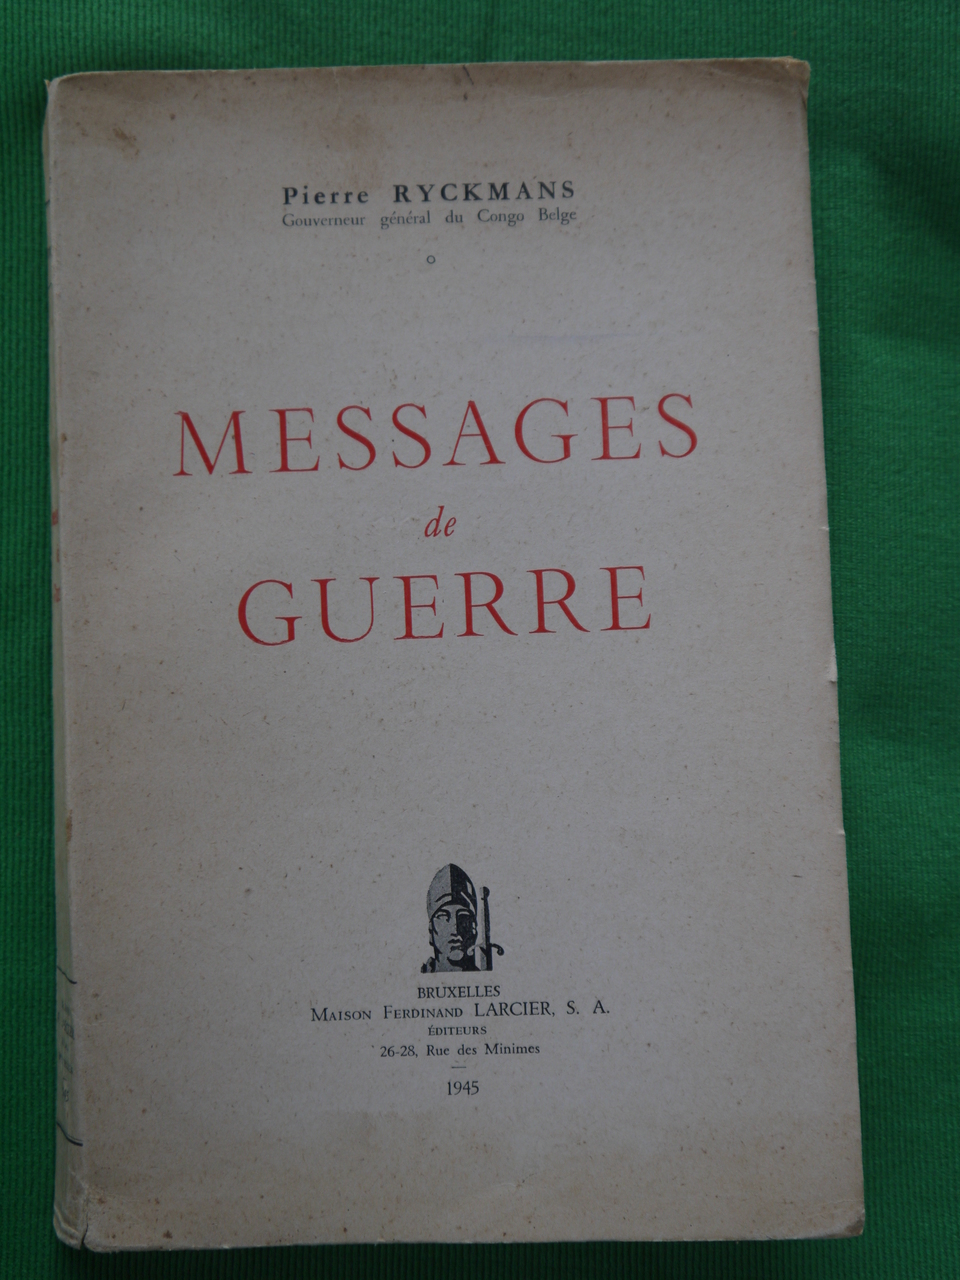 Pierre RYCKMANS
Gouverneur général du Congo Belge
MESSAGES
de
GUERRE
BRUXELLES
MAISON FERDINAND LARCIER, S. A.
ÉDITEURS
26-28, Rue des Minimes
1945